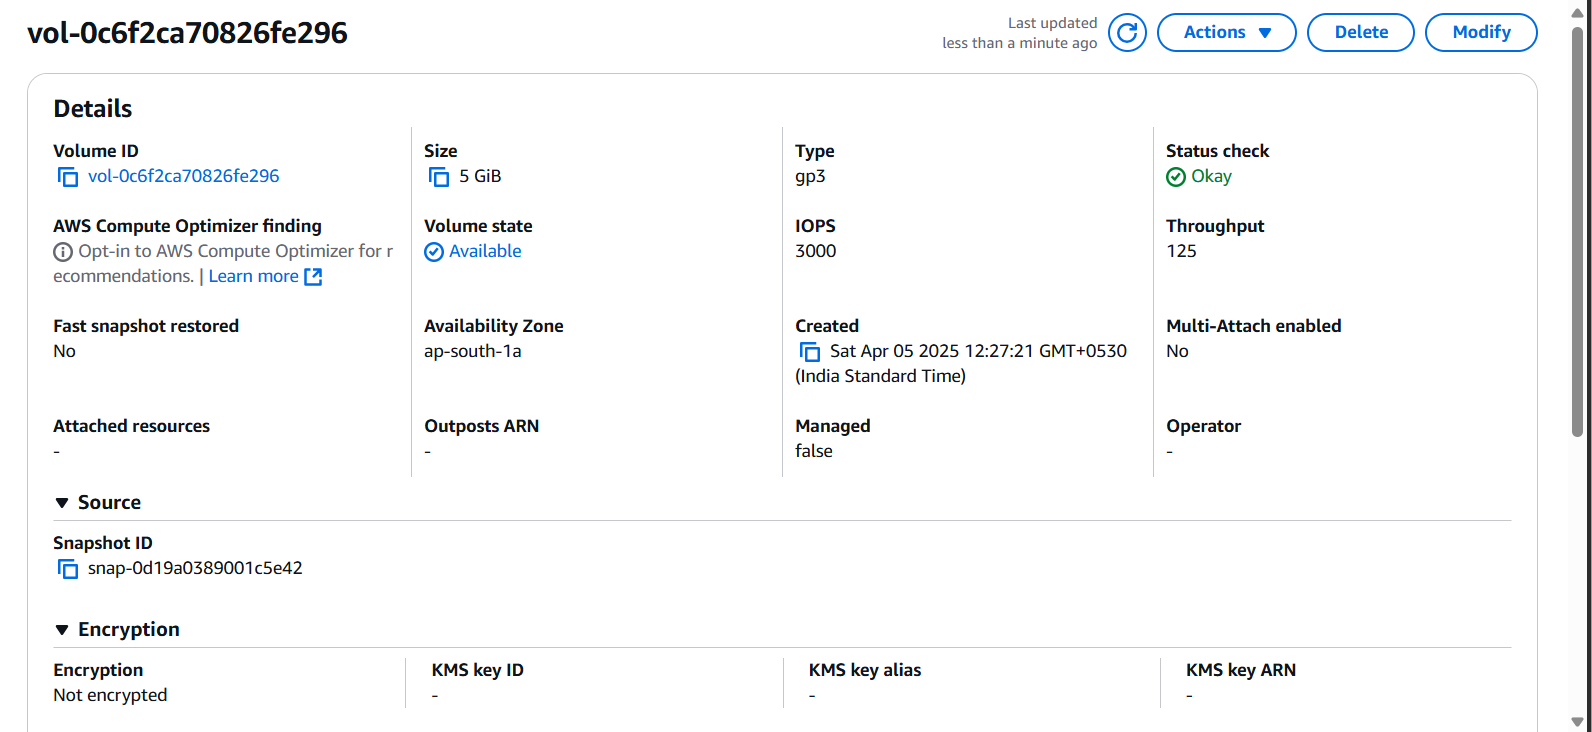 vol-0c6f2ca70826fe296
Last updated
less than a minute ago
Actions
Delete
Modify
Details
Volume ID
vol-0c6f2ca70826fe296
Size
5 GiB
Type
gp3
Status check
Okay
AWS Compute Optimizer finding
Opt-in to AWS Compute Optimizer for r
ecommendations. | Learn more
Volume state
Available
IOPS
3000
Throughput
125
Fast snapshot restored
No
Availability Zone
ap-south-1a
Created
Sat Apr 05 2025 12:27:21 GMT+0530
(India Standard Time)
Multi-Attach enabled
No
Attached resources
-
Outposts ARN
-
Managed
false
Operator
-
Source
Snapshot ID
snap-0d19a0389001c5e42
Encryption
Encryption
Not encrypted
KMS key ID
-
KMS key alias
-
KMS key ARN
-